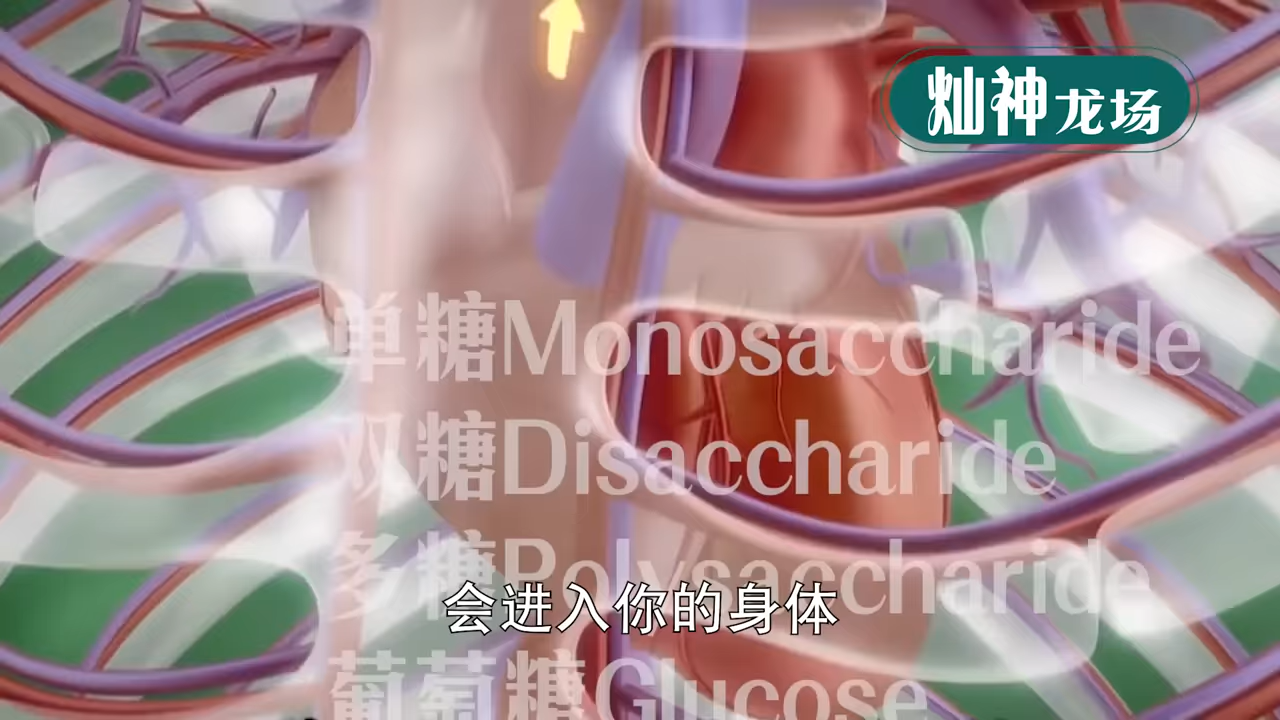 灿神龙场
单糖Monosaccharide
双糖Disaccharide
多糖Polysaccharide
会进入你的身体
葡萄糖Glucose